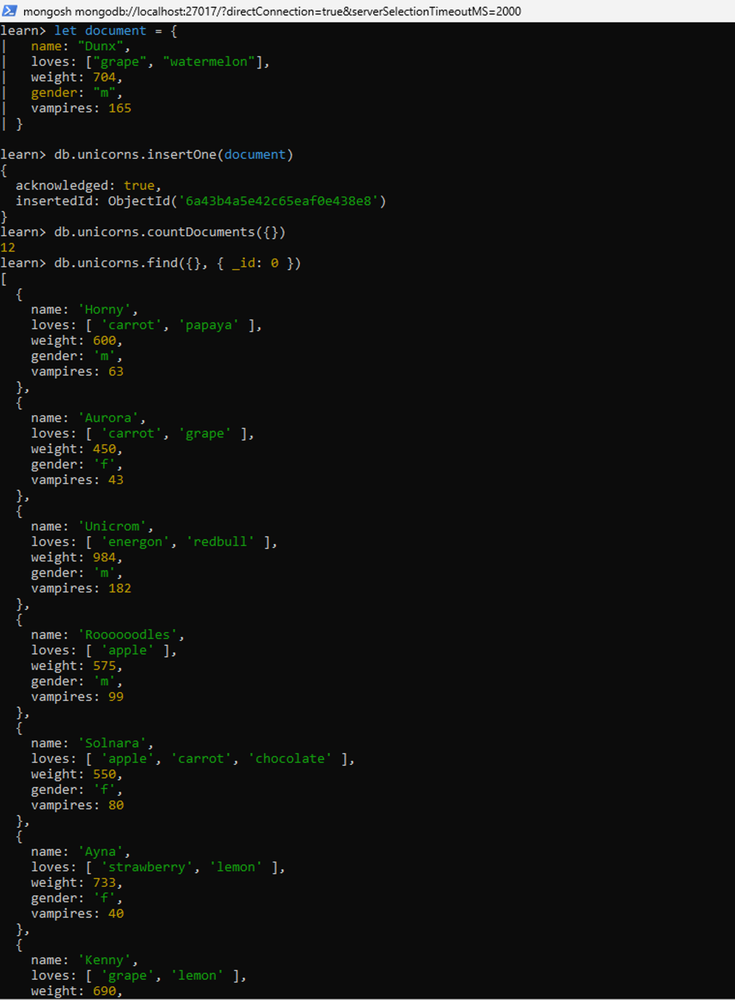 mongosh mongodb://localhost:27017/?directConnection=true&serverSelectionTimeoutMS=2000
learn> let document = {
|   name: "Dunx",
|   loves: ["grape", "watermelon"],
|   weight: 704,
|   gender: "m",
|   vampires: 165
| }
learn> db.unicorns.insertOne(document)
{
  acknowledged: true,
  insertedId: ObjectId('6a43b4a5e42c65eaf0e438e8')
}
learn> db.unicorns.countDocuments({})
12
learn> db.unicorns.find({}, { _id: 0 })
[
  {
    name: 'Horny',
    loves: [ 'carrot', 'papaya' ],
    weight: 600,
    gender: 'm',
    vampires: 63
  },
  {
    name: 'Aurora',
    loves: [ 'carrot', 'grape' ],
    weight: 450,
    gender: 'f',
    vampires: 43
  },
  {
    name: 'Unicrom',
    loves: [ 'energon', 'redbull' ],
    weight: 984,
    gender: 'm',
    vampires: 182
  },
  {
    name: 'Roooooodles',
    loves: [ 'apple' ],
    weight: 575,
    gender: 'm',
    vampires: 99
  },
  {
    name: 'Solnara',
    loves: [ 'apple', 'carrot', 'chocolate' ],
    weight: 550,
    gender: 'f',
    vampires: 80
  },
  {
    name: 'Ayna',
    loves: [ 'strawberry', 'lemon' ],
    weight: 733,
    gender: 'f',
    vampires: 40
  },
  {
    name: 'Kenny',
    loves: [ 'grape', 'lemon' ],
    weight: 690,